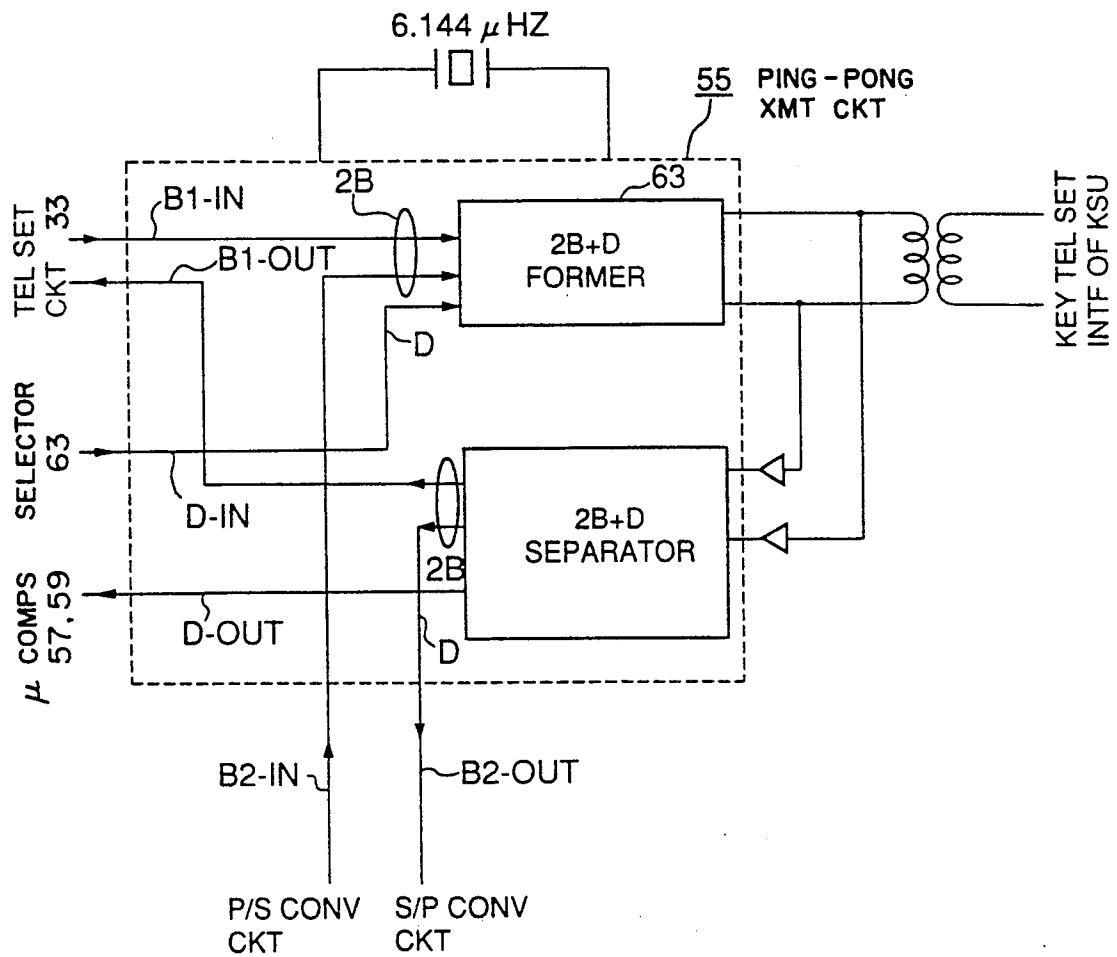 6.144 μ HZ
55 PING-PONG
XMT CKT
2B
63
B1-IN
B1-OUT
TEL SET 33
CKT
2B+D
FORMER
D
KEY TEL SET
INTF OF KSU
SELECTOR
63
D-IN
2B+D
SEPARATOR
2B
μ COMPS
57, 59
D-OUT
D
B2-IN
B2-OUT
P/S CONV
CKT
S/P CONV
CKT